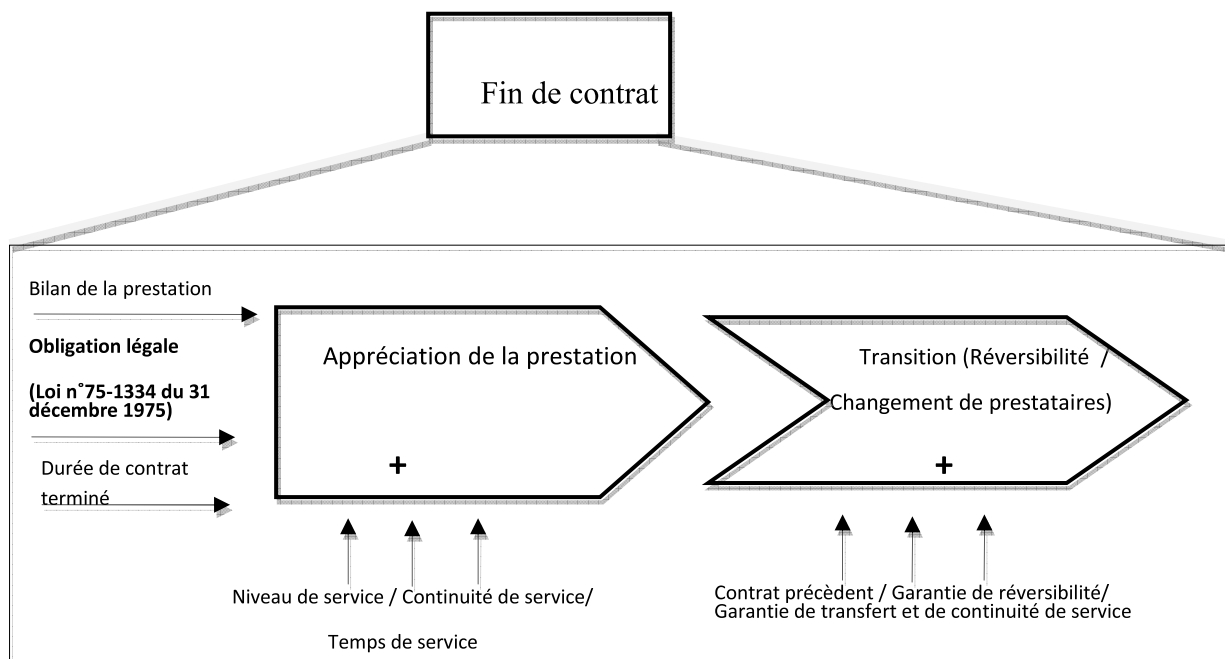 Fin de contrat
Bilan de la prestation
Obligation légale
(Loi n°75-1334 du 31
décembre 1975)
Durée de contrat
terminé
Appréciation de la prestation
+
Niveau de service / Continuité de service/
Temps de service
Transition (Réversibilité /
Changement de prestataires)
+
Contrat précèdent / Garantie de réversibilité/
Garantie de transfert et de continuité de service